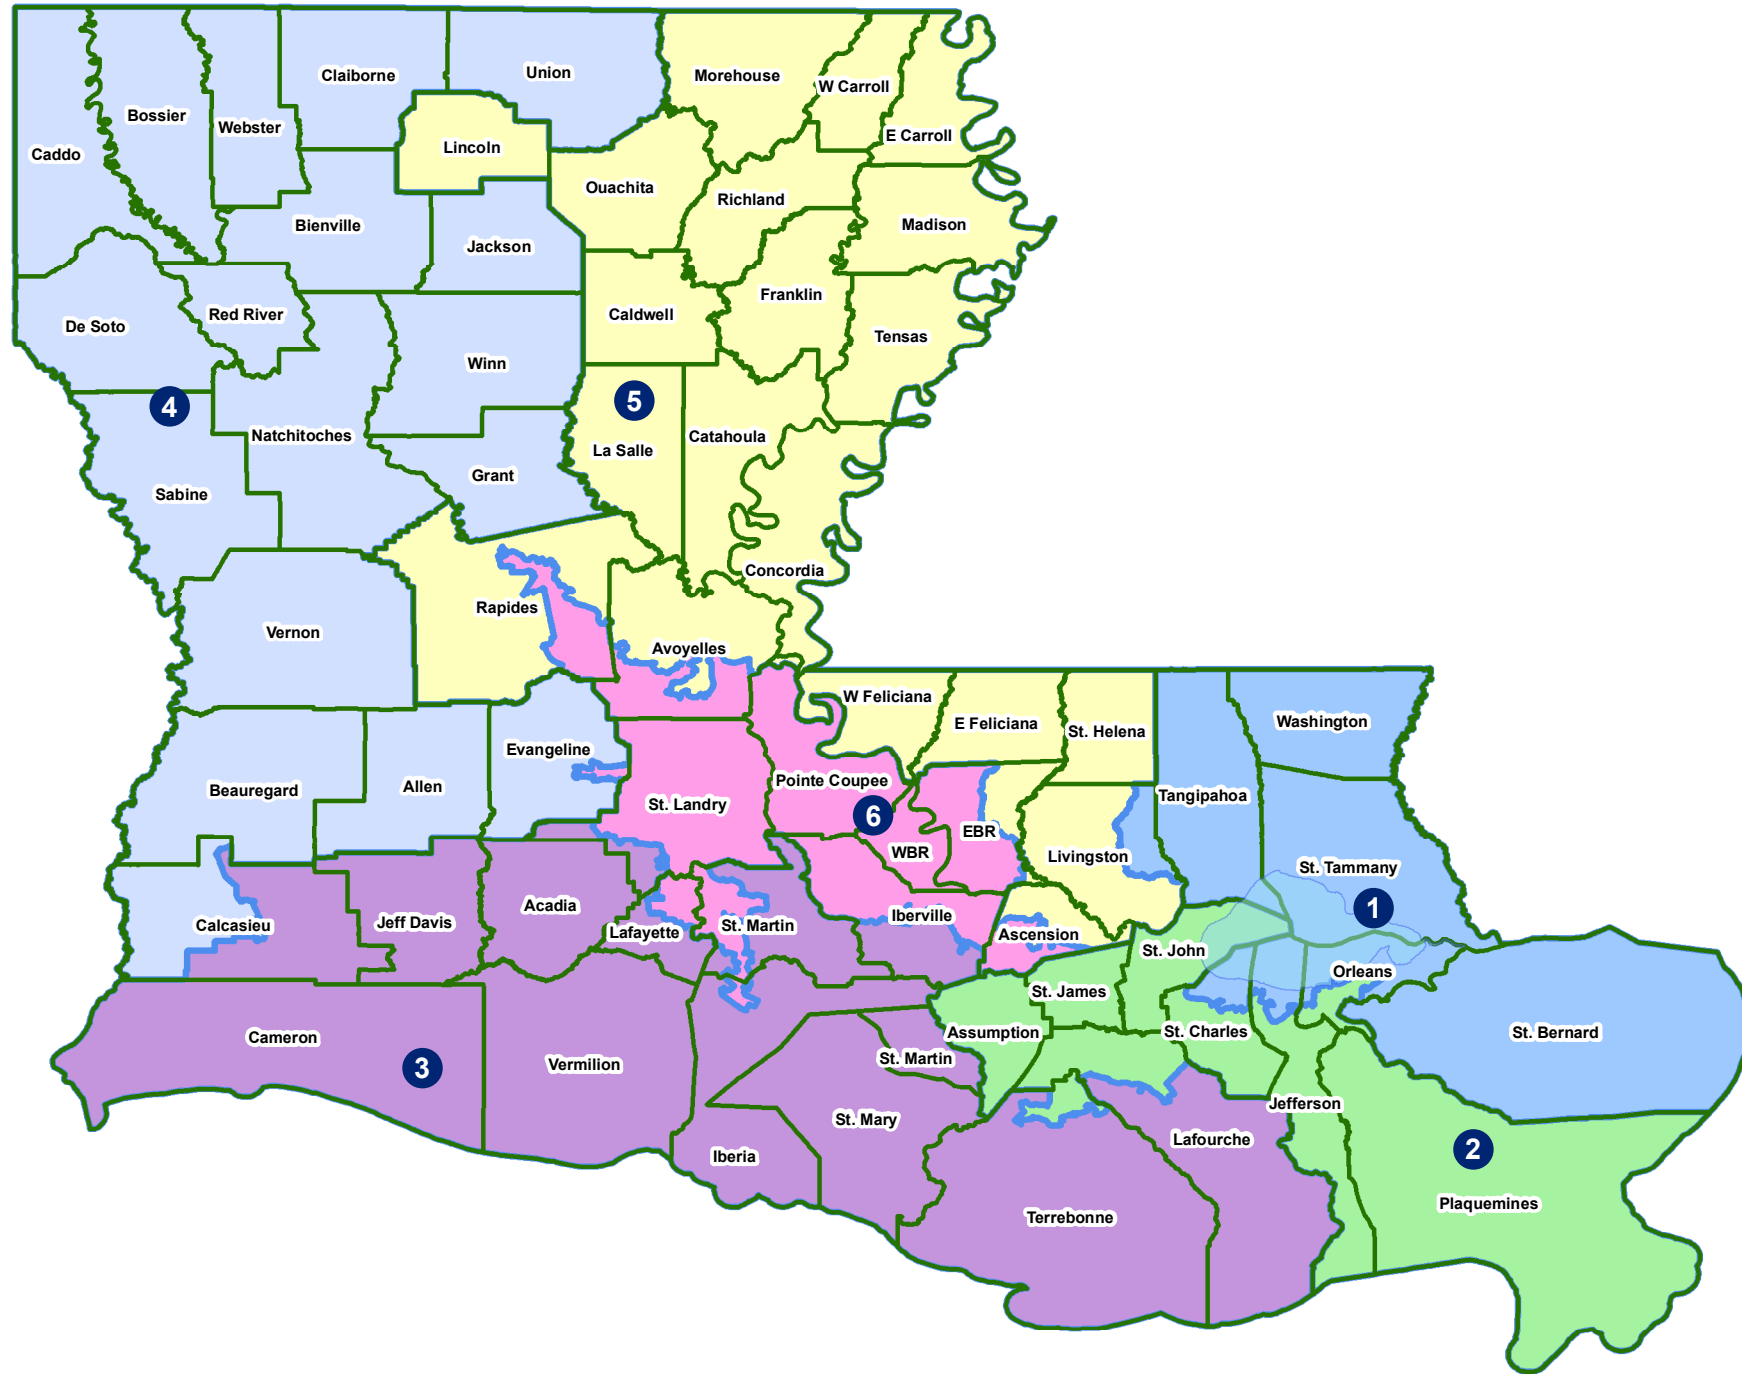 Claiborne
Union
Morehouse
W Carroll
Bossier
Webster
E Carroll
Caddo
Lincoln
Ouachita
Richland
Bienville
Madison
Jackson
Franklin
Red River
Caldwell
De Soto
Tensas
Winn
4
5
Natchitoches
Catahoula
La Salle
Grant
Sabine
Concordia
Rapides
Vernon
Avoyelles
W Feliciana
E Feliciana
Washington
St. Helena
Evangeline
Pointe Coupee
Allen
Beauregard
Tangipahoa
St. Landry
6
EBR
WBR
Livingston
St. Tammany
Acadia
1
Iberville
Jeff Davis
Calcasieu
St. Martin
Lafayette
Ascension
St. John
Orleans
St. James
Assumption
St. Charles
St. Bernard
Cameron
St. Martin
Vermilion
3
Jefferson
St. Mary
Lafourche
2
Iberia
Plaquemines
Terrebonne